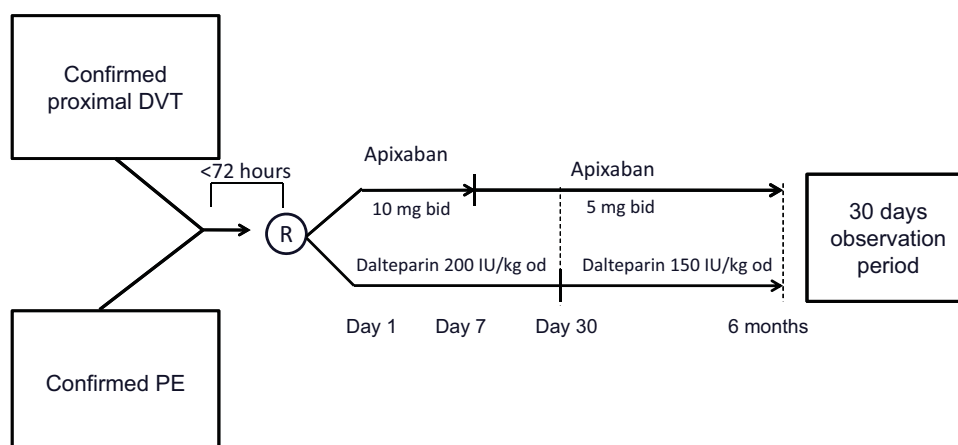 Confirmed
proximal DVT
<72 hours
Confirmed PE
R
Apixaban
10 mg bid
Apixaban
5 mg bid
Dalteparin 200 IU/kg od
Dalteparin 150 IU/kg od
Day 1
Day 7
Day 30
6 months
30 days
observation
period